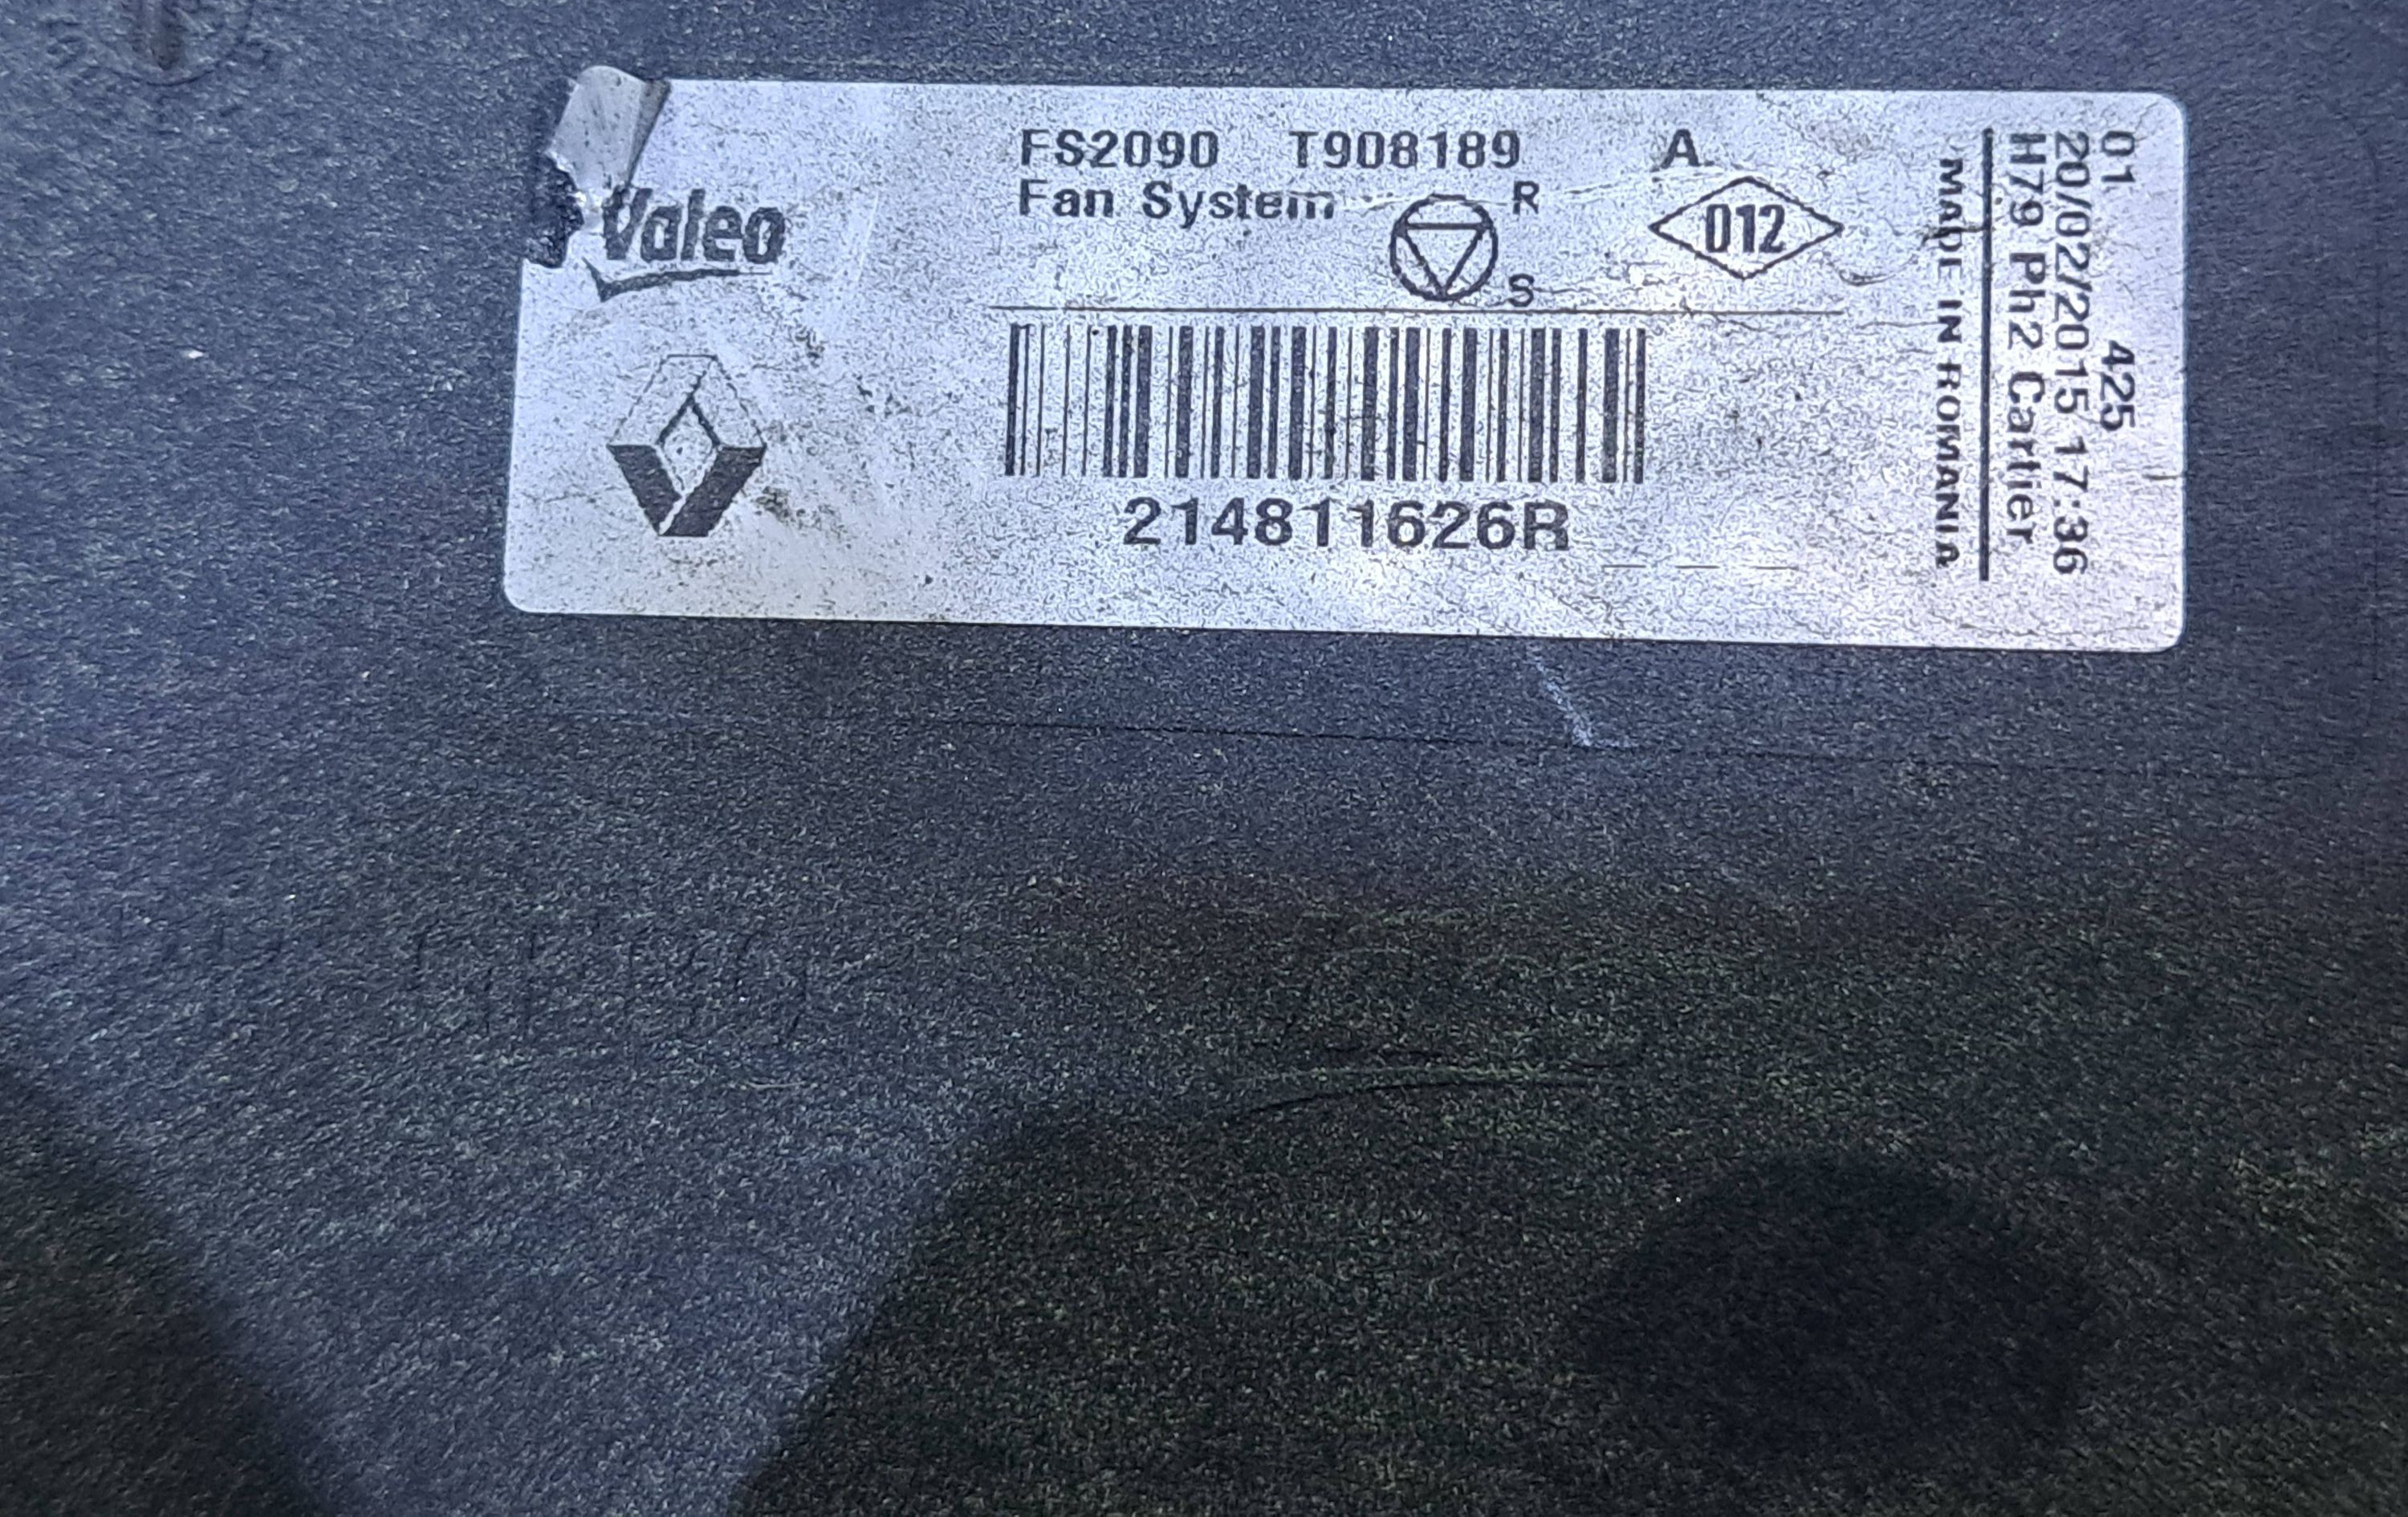 Valeo
FS2090 T908189 A
Fan System R
S
012
214811626R
MADE IN ROMANIA
01 425
20/02/2015 17:36
H79 Ph2 Cartier